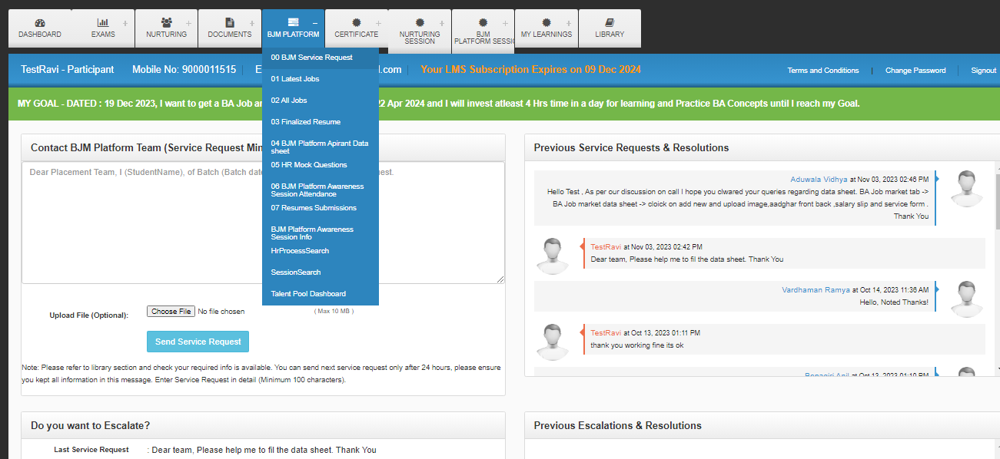 DASHBOARD
EXAMS
NURTURING
DOCUMENTS
BJM PLATFORM
CERTIFICATE
NURTURING
SESSION
BJM
PLATFORM SESSIO
MY LEARNINGS
LIBRARY
00 BJM Service Request
01 Latest Jobs
02 All Jobs
03 Finalized Resume
04 BJM Platform Apirant Data
sheet
05 HR Mock Questions
06 BJM Platform Awareness
Session Attendance
07 Resumes Submissions
BJM Platform Awareness
Session Info
HrProcessSearch
SessionSearch
Talent Pool Dashboard
TestRavi - Participant Mobile No: 9000011515 E l.com Your LMS Subscription Expires on 09 Dec 2024
Terms and Conditions | Change Password Signout
MY GOAL - DATED : 19 Dec 2023, I want to get a BA Job an 22 Apr 2024 and I will invest atleast 4 Hrs time in a day for learning and Practice BA Concepts until I reach my Goal.
Contact BJM Platform Team (Service Request Min
Dear Placement Team, I (StudentName), of Batch (Batch date est.
Upload File (Optional):
Choose File No file chosen
( Max 10 MB )
Send Service Request
Note: Please refer to library section and check your required info is available. You can send next service request only after 24 hours, please ensure
you kept all information in this message. Enter Service Request in detail (Minimum 100 characters).
Do you want to Escalate?
Last Service Request : Dear team, Please help me to fil the data sheet. Thank You
Previous Service Requests & Resolutions
Aduwala Vidhya at Nov 03, 2023 02:46 PM
Hello Test , As per our discussion on call I hope you clwared your queries regarding data sheet. BA Job market tab ->
BA Job market data sheet -> cloick on add new and upload image,aadghar front back ,salary slip and service form .
Thank You
TestRavi at Nov 03, 2023 02:42 PM
Dear team, Please help me to fil the data sheet. Thank You
Vardhaman Ramya at Oct 14, 2023 11:36 AM
Hello, Noted Thanks!
TestRavi at Oct 13, 2023 01:11 PM
thank you working fine its ok
at Oct 13, 2023 01:10 PM
Previous Escalations & Resolutions